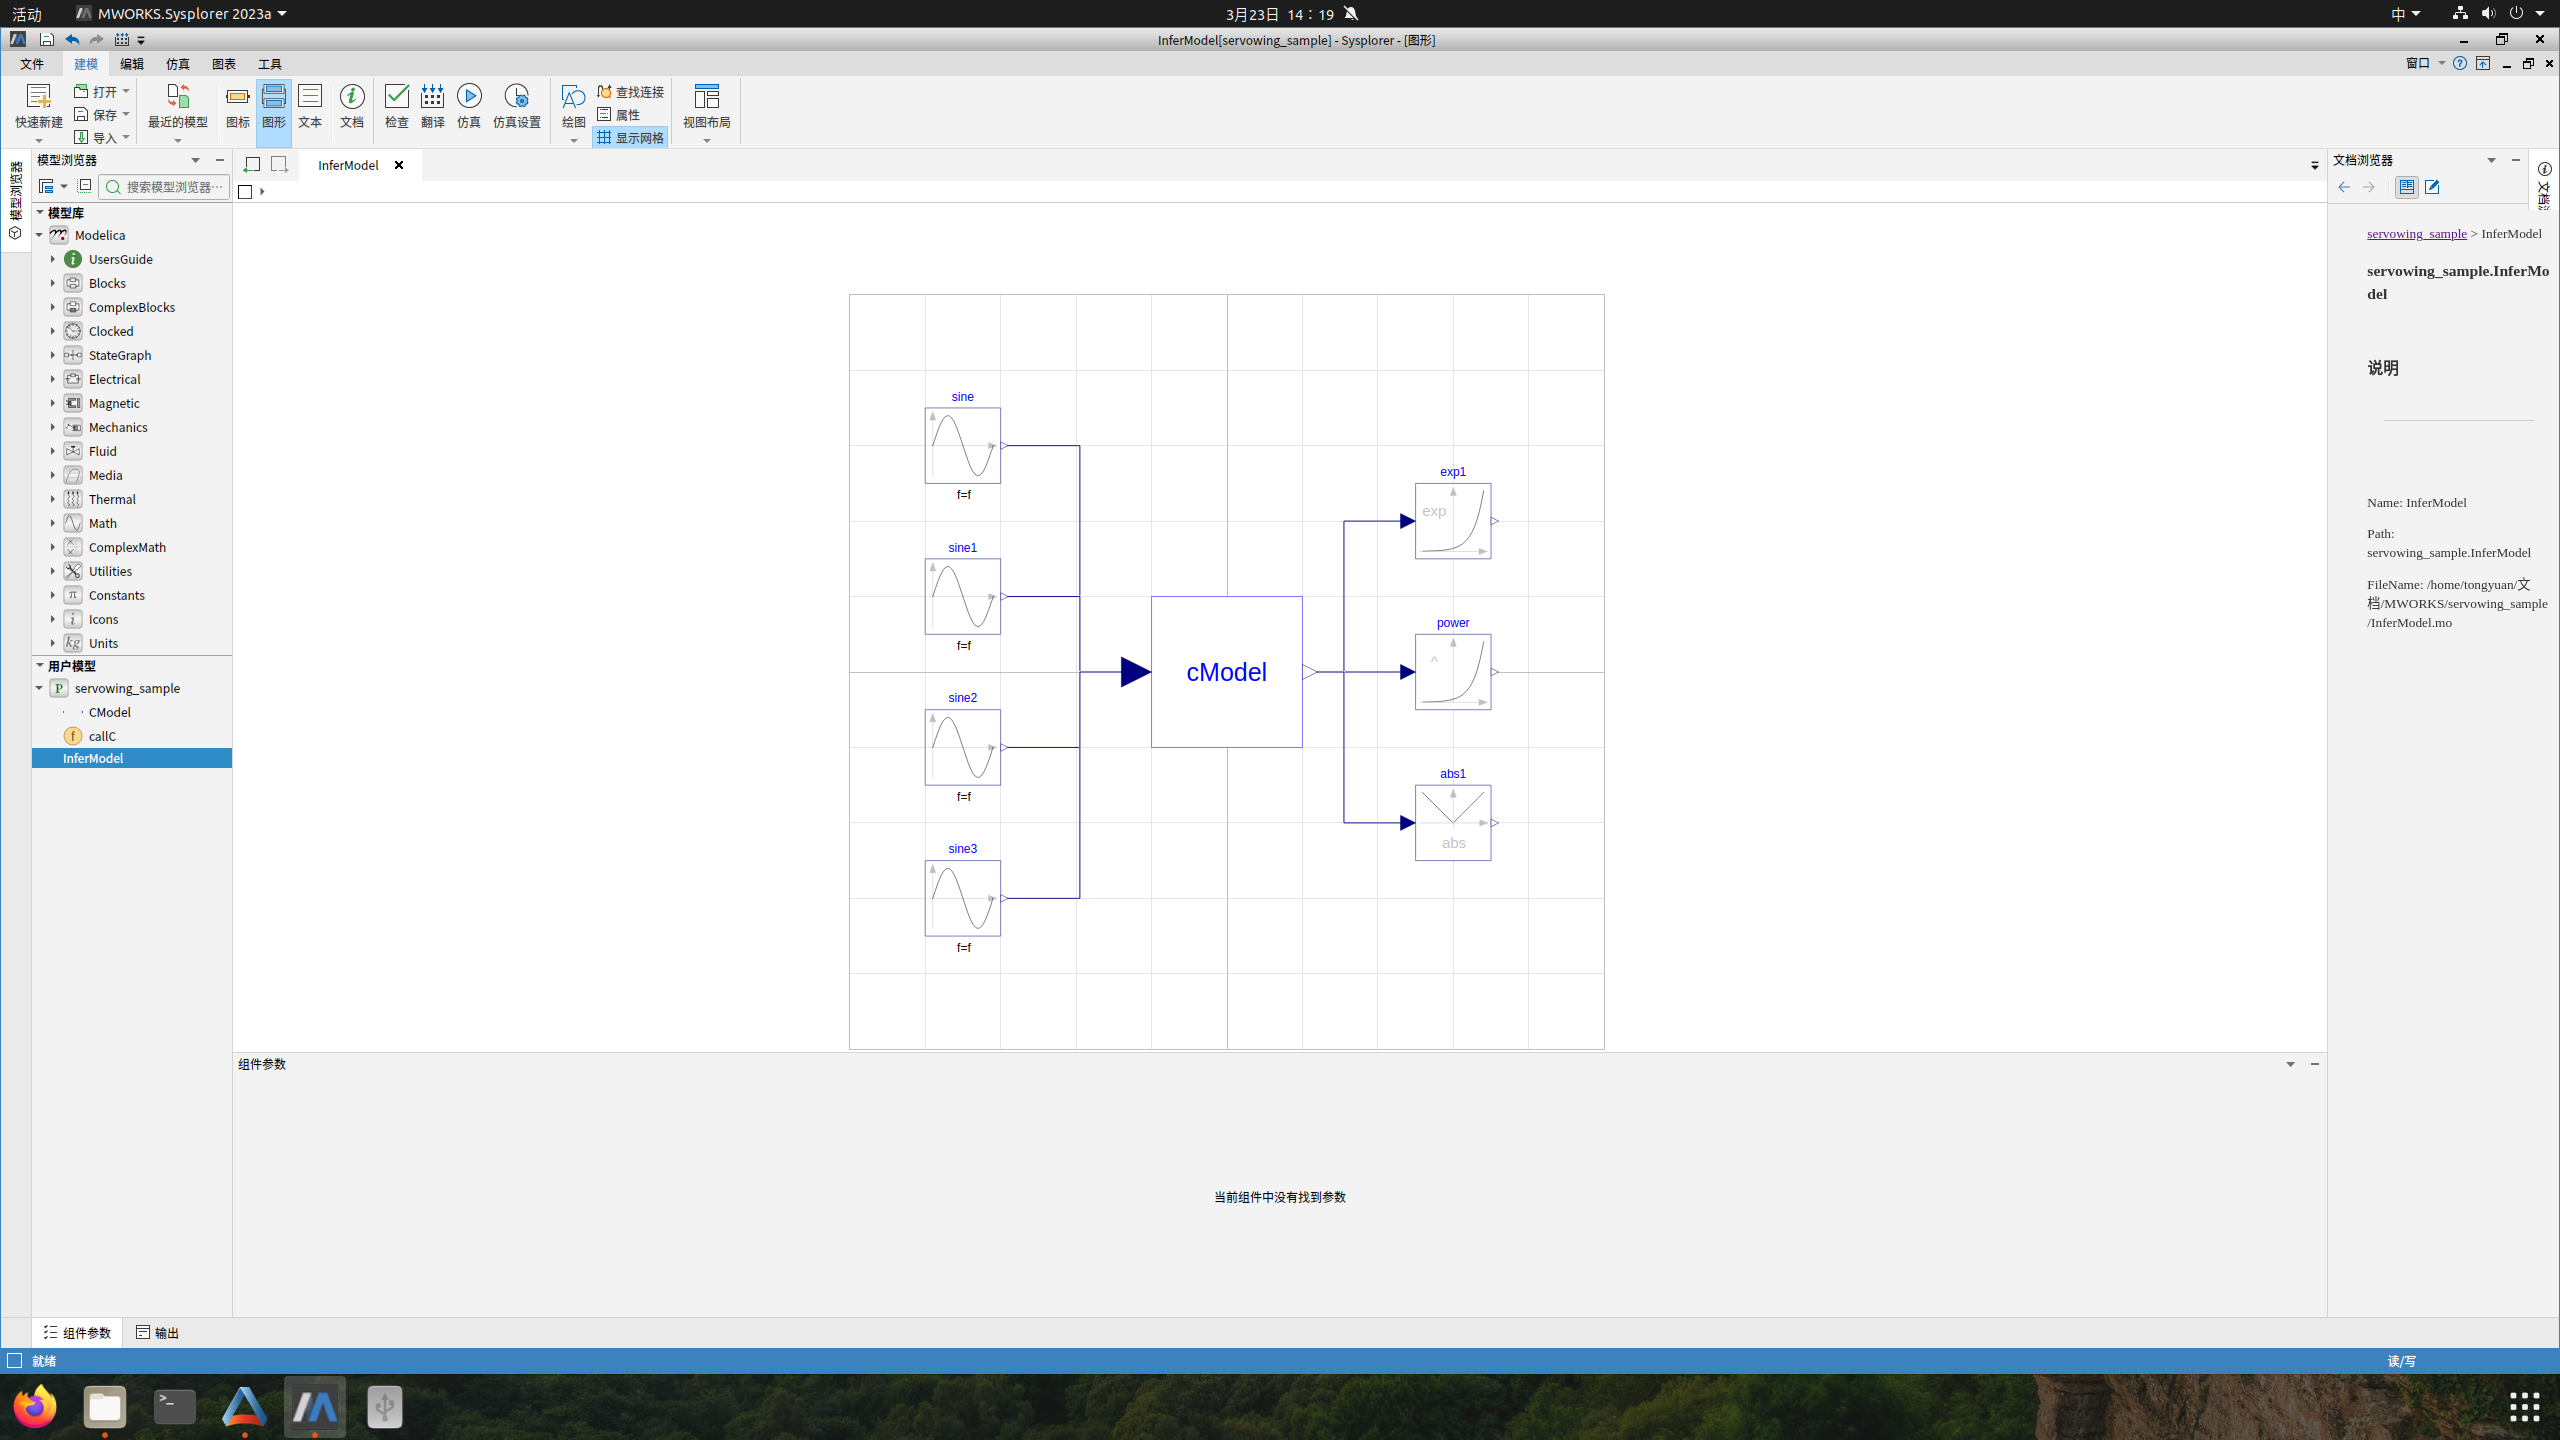 活动
MWORKS.Sysplorer 2023a
3月23日 14：19
中
InferModel[servowing_sample] - Sysplorer - [图形]
文件
建模
编辑
仿真
图表
工具
窗口
快速新建
打开
保存
导入
最近的模型
图标
图形
文本
文档
检查
翻译
仿真
仿真设置
绘图
查找连接
属性
显示网格
视图布局
模型浏览器
模型浏览器
搜索模型浏览器···
模型库
Modelica
UsersGuide
Blocks
ComplexBlocks
Clocked
StateGraph
Electrical
Magnetic
Mechanics
Fluid
Media
Thermal
Math
ComplexMath
Utilities
Constants
Icons
Units
用户模型
servowing_sample
CModel
callC
InferModel
InferModel
sine
f=f
sine1
f=f
sine2
f=f
sine3
f=f
cModel
exp1
exp
power
^
abs1
abs
组件参数
当前组件中没有找到参数
组件参数
输出
文档浏览器
servowing_sample > InferModel
servowing_sample.InferMo
del
说明
Name: InferModel
Path:
servowing_sample.InferModel
FileName: /home/tongyuan/文
档/MWORKS/servowing_sample
/InferModel.mo
就绪
读/写